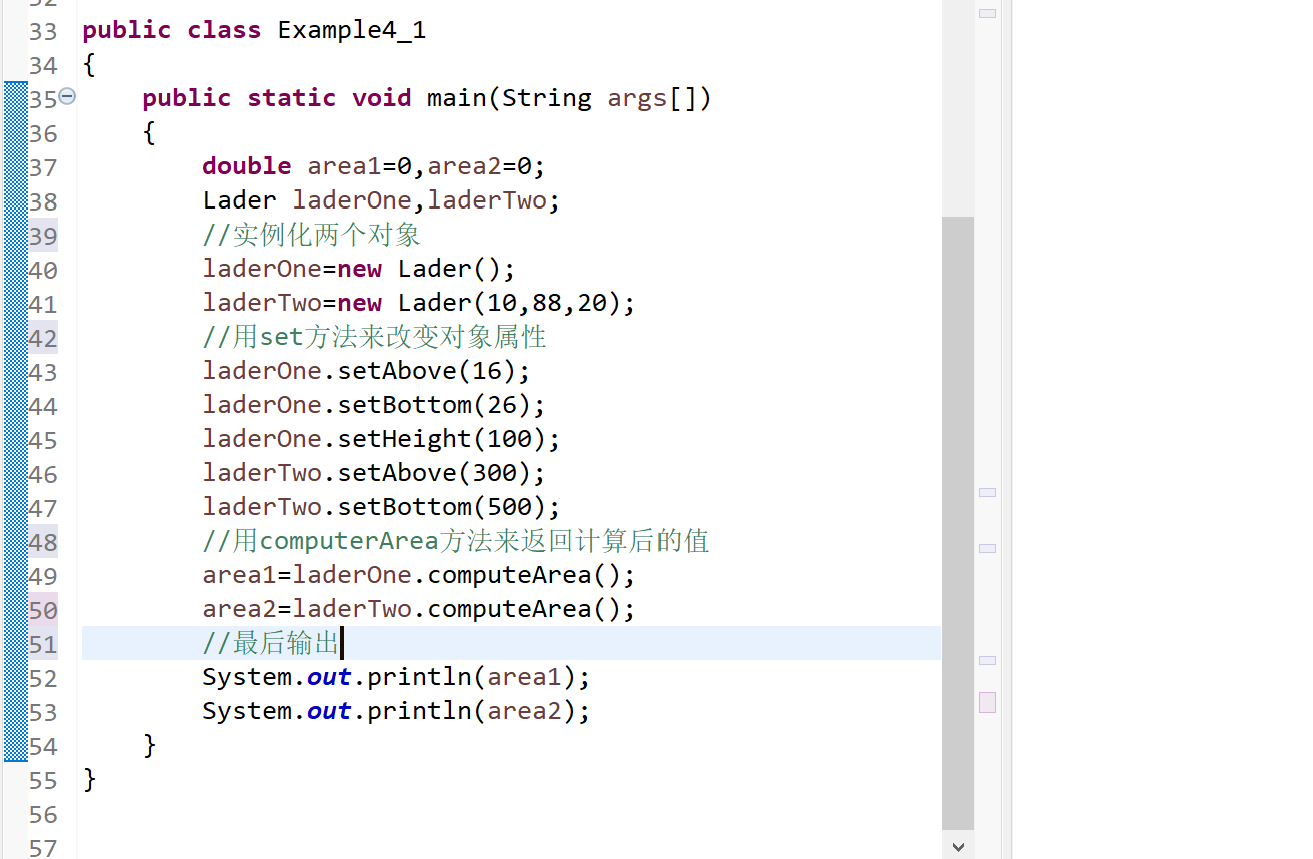 33 public class Example4_1
34 {
35 public static void main(String args[])
36 {
37 double area1=0,area2=0;
38 Lader laderOne,laderTwo;
39 //实例化两个对象
40 laderOne=new Lader();
41 laderTwo=new Lader(10,88,20);
42 //用set方法来改变对象属性
43 laderOne.setAbove(16);
44 laderOne.setBottom(26);
45 laderOne.setHeight(100);
46 laderTwo.setAbove(300);
47 laderTwo.setBottom(500);
48 //用computerArea方法来返回计算后的值
49 area1=laderOne.computeArea();
50 area2=laderTwo.computeArea();
51 //最后输出
52 System.out.println(area1);
53 System.out.println(area2);
54 }
55 }
56
57